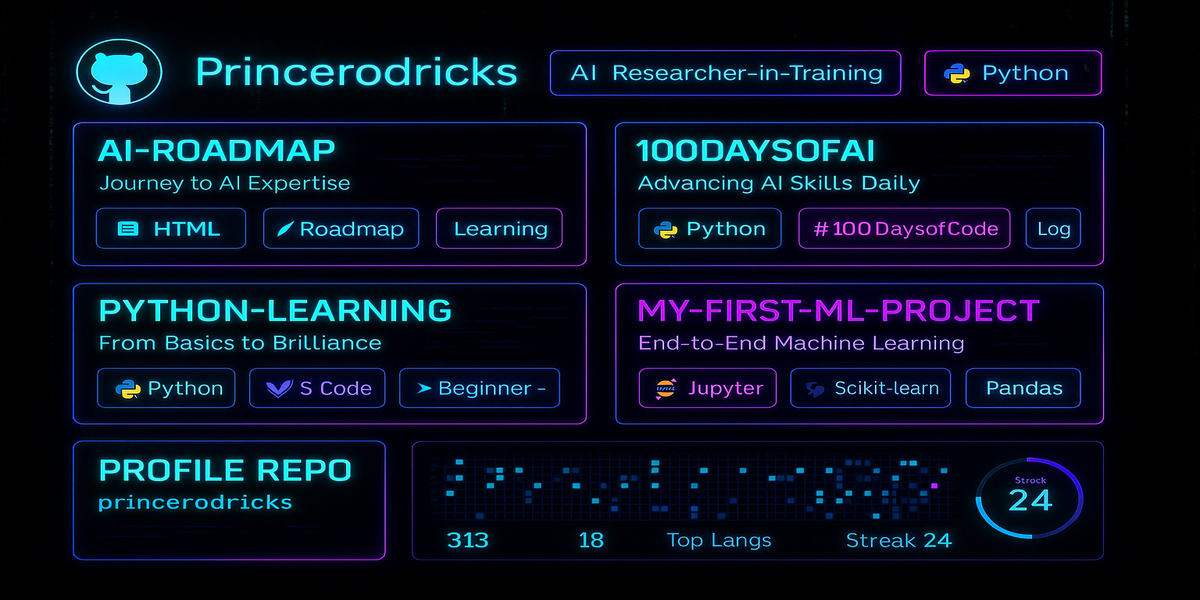 Princerodricks
AI Researcher-in-Training
Python
AI-ROADMAP
Journey to AI Expertise
HTML
Roadmap
Learning
100DAYSOFAI
Advancing AI Skills Daily
Python
#100DaysofCode
Log
PYTHON-LEARNING
From Basics to Brilliance
Python
S Code
Beginner -
MY-FIRST-ML-PROJECT
End-to-End Machine Learning
Jupyter
Scikit-learn
Pandas
PROFILE REPO
princerodricks
313
18
Top Langs
Streak 24
Strock
24